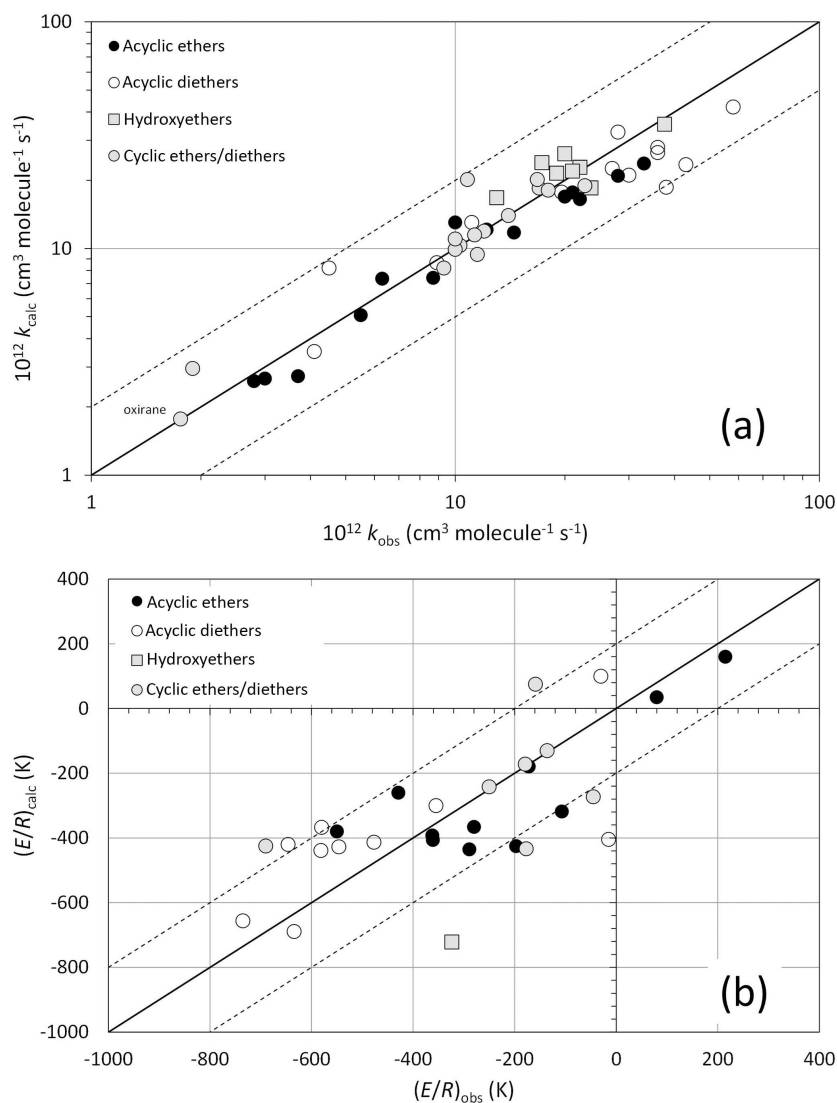 100
Acyclic ethers
Acyclic diethers
Hydroxyethers
Cyclic ethers/diethers
10
10¹² k_calc (cm³ molecule⁻¹ s⁻¹)
oxirane
(a)
1
1 10 100
10¹² k_obs (cm³ molecule⁻¹ s⁻¹)
400
Acyclic ethers
Acyclic diethers
Hydroxyethers
Cyclic ethers/diethers
200
0
-200
(E/R)_calc (K)
-400
-600
-800
(b)
-1000
-1000 -800 -600 -400 -200 0 200 400
(E/R)_obs (K)